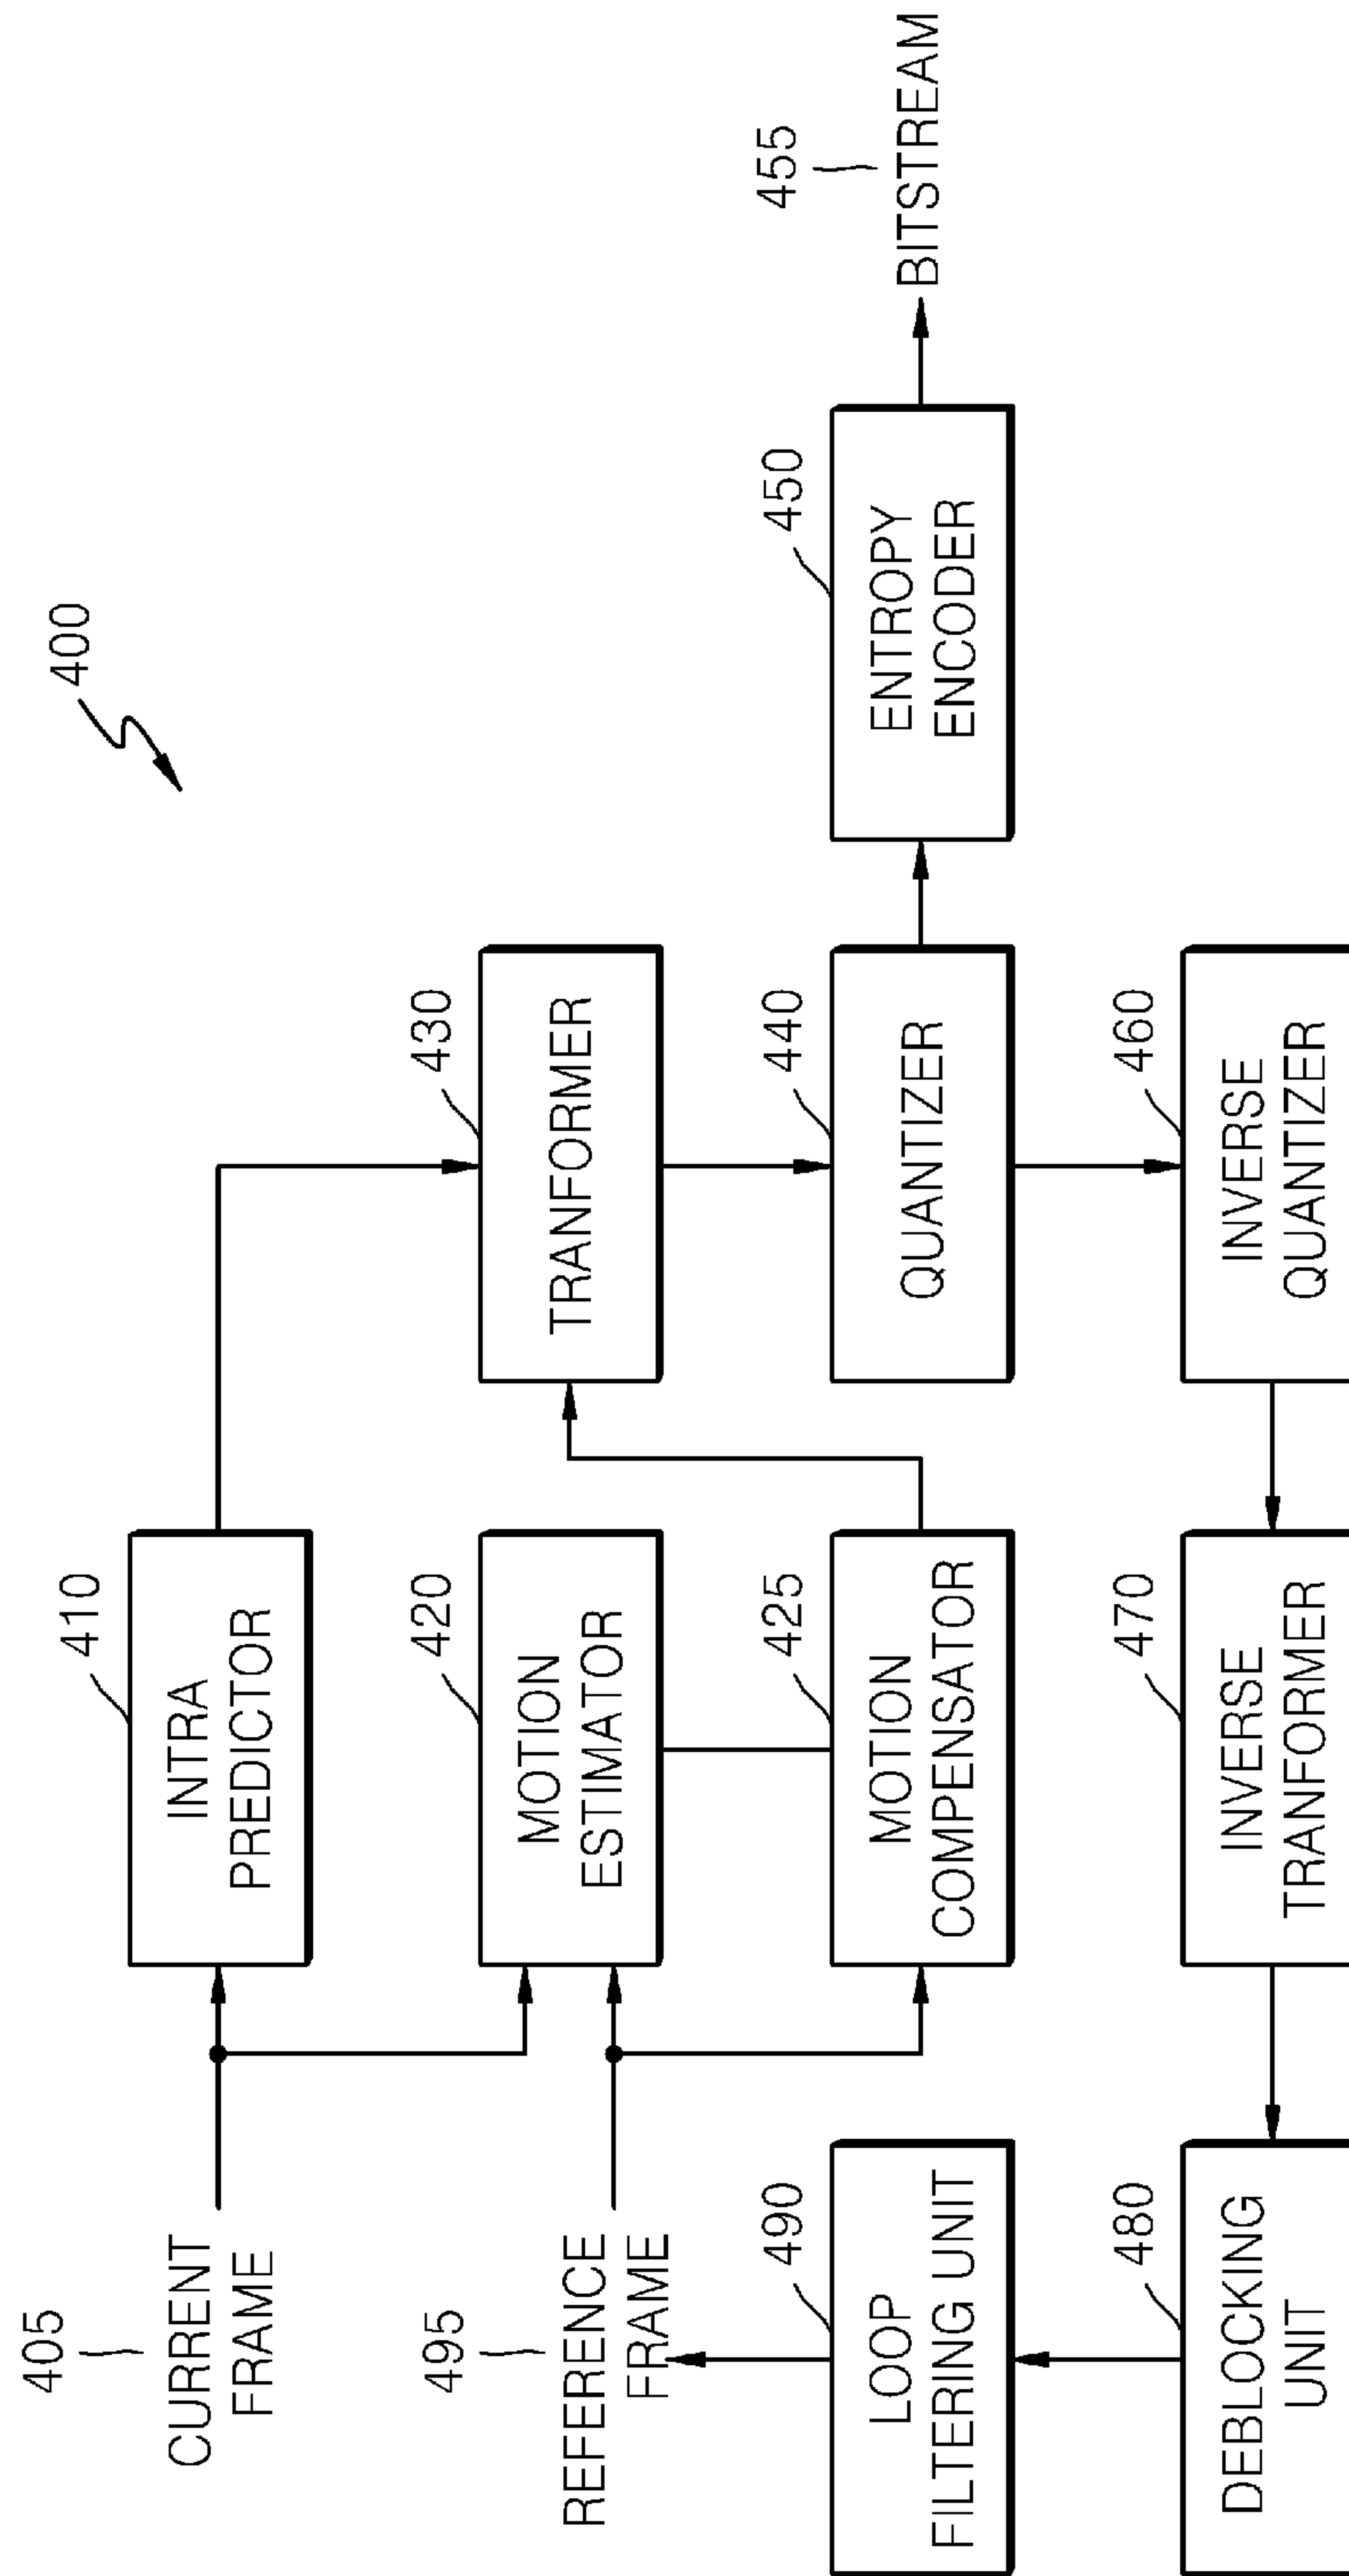 400
405
CURRENT
FRAME
410
INTRA
PREDICTOR
495
REFERENCE
FRAME
420
MOTION
ESTIMATOR
430
TRANFORMER
490
LOOP
FILTERING UNIT
425
MOTION
COMPENSATOR
440
QUANTIZER
450
ENTROPY
ENCODER
455
BITSTREAM
480
DEBLOCKING
UNIT
470
INVERSE
TRANFORMER
460
INVERSE
QUANTIZER